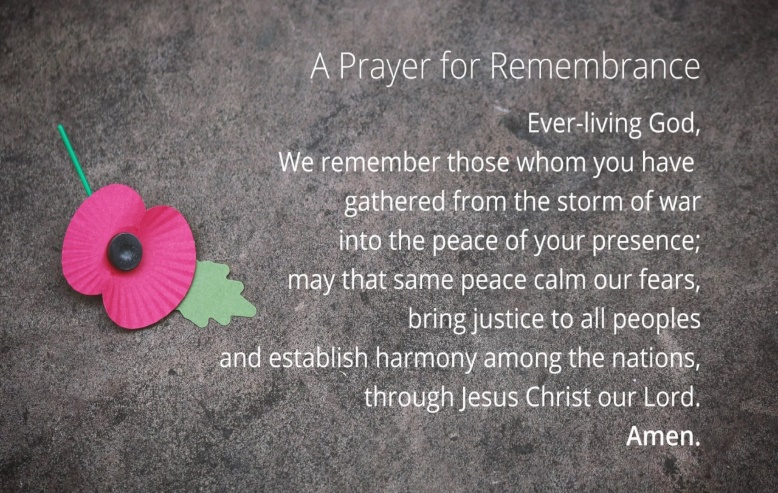 A Prayer for Remembrance
Ever-living God,
We remember those whom you have
gathered from the storm of war
into the peace of your presence;
may that same peace calm our fears,
bring justice to all peoples
and establish harmony among the nations,
through Jesus Christ our Lord.
Amen.